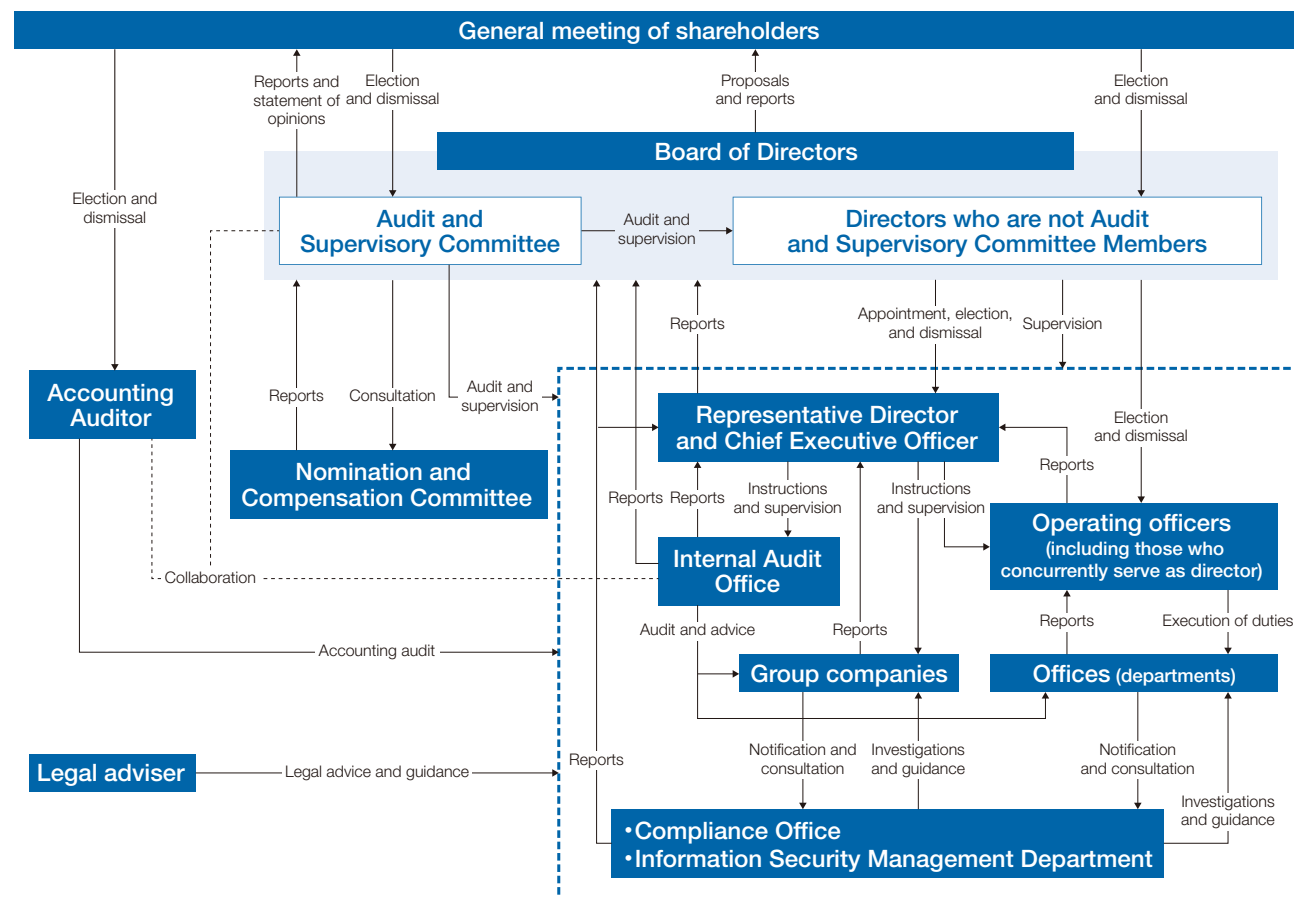 General meeting of shareholders
Reports and
statement of
opinions
Election
and dismissal
Proposals
and reports
Election
and dismissal
Board of Directors
Election and
dismissal
Audit and
Supervisory Committee
Audit and
supervision
Directors who are not Audit
and Supervisory Committee Members
Reports
Appointment, election,
and dismissal
Supervision
Accounting
Auditor
Reports
Consultation
Audit and
supervision
Representative Director
and Chief Executive Officer
Election
and dismissal
Nomination and
Compensation Committee
Reports
Reports
Instructions
and supervision
Instructions
and supervision
Reports
Operating officers
(including those who
concurrently serve as director)
Internal Audit
Office
Collaboration
Audit and advice
Reports
Reports
Execution of duties
Accounting audit
Group companies
Offices (departments)
Legal adviser
Legal advice and guidance
Reports
Notification and
consultation
Investigations
and guidance
Notification
and consultation
Investigations
and guidance
•Compliance Office
•Information Security Management Department